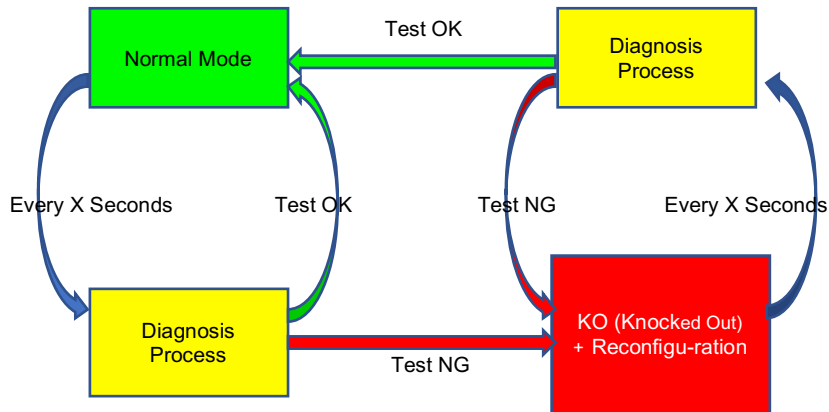 Test OK
Normal Mode
Diagnosis
Process
Every X Seconds
Test OK
Test NG
Every X Seconds
Diagnosis
Process
Test NG
KO (Knocked Out)
+ Reconfigu-ration